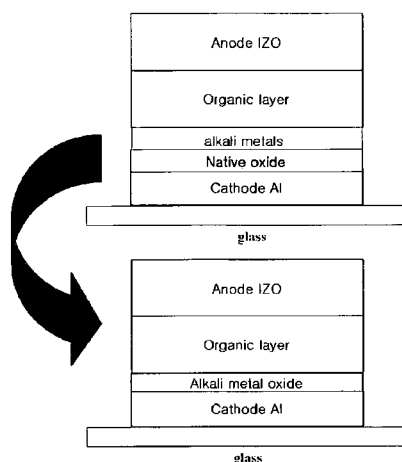 Anode IZO
Organic layer
alkali metals
Native oxide
Cathode Al
glass
Anode IZO
Organic layer
Alkali metal oxide
Cathode Al
glass